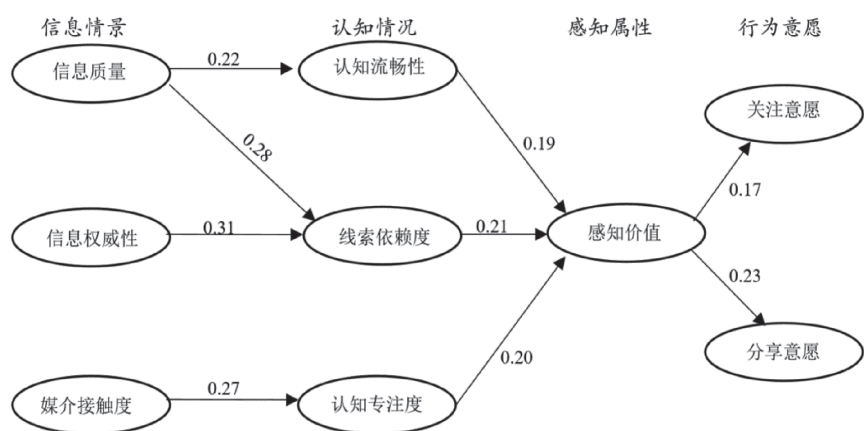 信息情景 认知情况 感知属性 行为意愿
信息质量 0.22 认知流畅性
关注意愿
0.28 0.19
0.17
信息权威性 0.31 线索依赖度 0.21 感知价值
0.23
分享意愿
0.20
媒介接触度 0.27 认知专注度